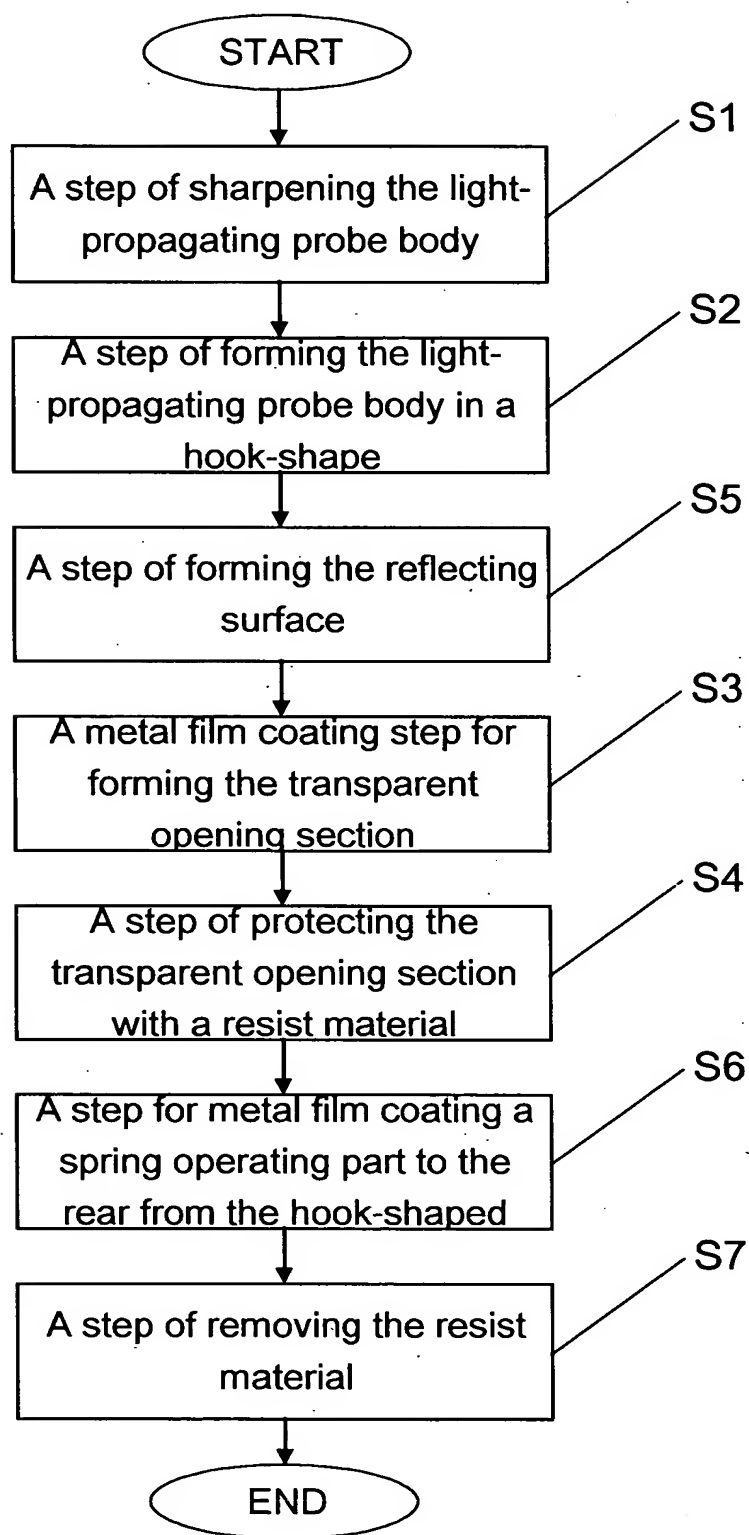 START
S1
A step of sharpening the light-
propagating probe body
S2
A step of forming the light-
propagating probe body in a
hook-shape
S5
A step of forming the reflecting
surface
S3
A metal film coating step for
forming the transparent
opening section
S4
A step of protecting the
transparent opening section
with a resist material
S6
A step for metal film coating a
spring operating part to the
rear from the hook-shaped
S7
A step of removing the resist
material
END